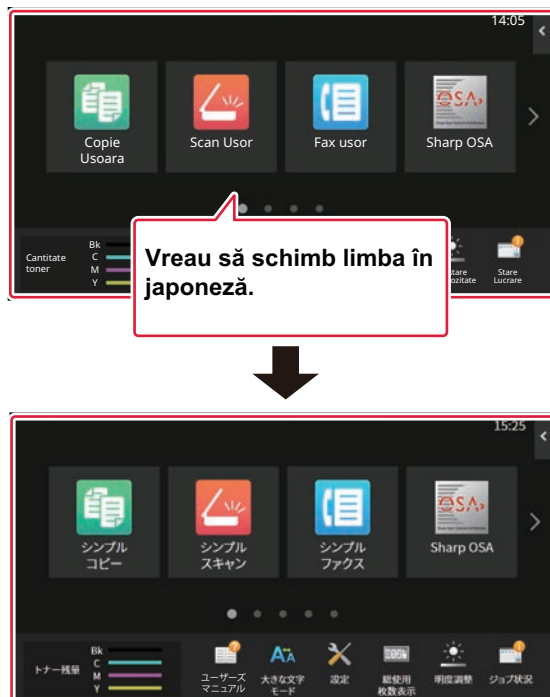 14:05
Copie
Usoara
Scan Usor
Fax usor
OSA
Sharp OSA
Cantitate
toner
Bk
C
M
Y
Vreau să schimb limba în
japoneză.
Stare
Lucrare
15:25
シンプル
コピー
シンプル
スキャン
シンプル
ファクス
OSA
Sharp OSA
トナー残量
Bk
C
M
Y
ユーザーズ
マニュアル
大きな文字
モード
設定
総使用
枚数表示
明度調整
ジョブ状況